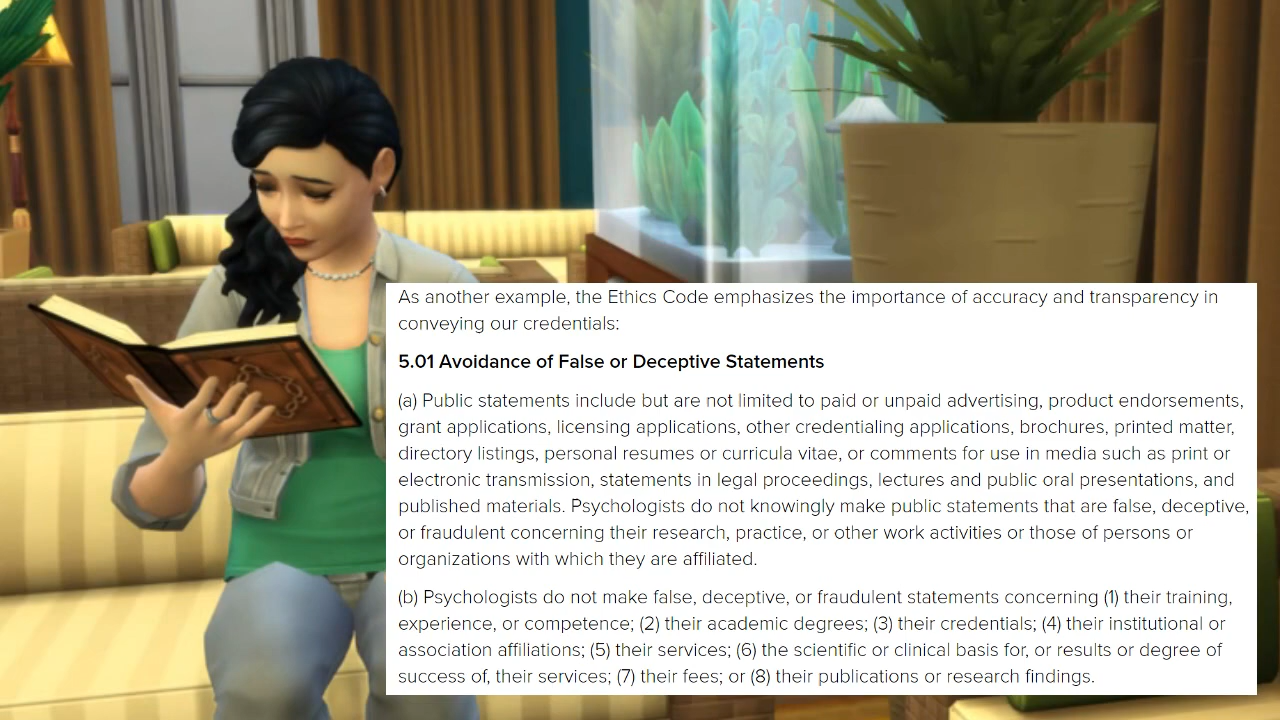 As another example, the Ethics Code emphasizes the importance of accuracy and transparency in
conveying our credentials:
5.01 Avoidance of False or Deceptive Statements
(a) Public statements include but are not limited to paid or unpaid advertising, product endorsements,
grant applications, licensing applications, other credentialing applications, brochures, printed matter,
directory listings, personal resumes or curricula vitae, or comments for use in media such as print or
electronic transmission, statements in legal proceedings, lectures and public oral presentations, and
published materials. Psychologists do not knowingly make public statements that are false, deceptive,
or fraudulent concerning their research, practice, or other work activities or those of persons or
organizations with which they are affiliated.
(b) Psychologists do not make false, deceptive, or fraudulent statements concerning (1) their training,
experience, or competence; (2) their academic degrees; (3) their credentials; (4) their institutional or
association affiliations; (5) their services; (6) the scientific or clinical basis for, or results or degree of
success of, their services; (7) their fees; or (8) their publications or research findings.